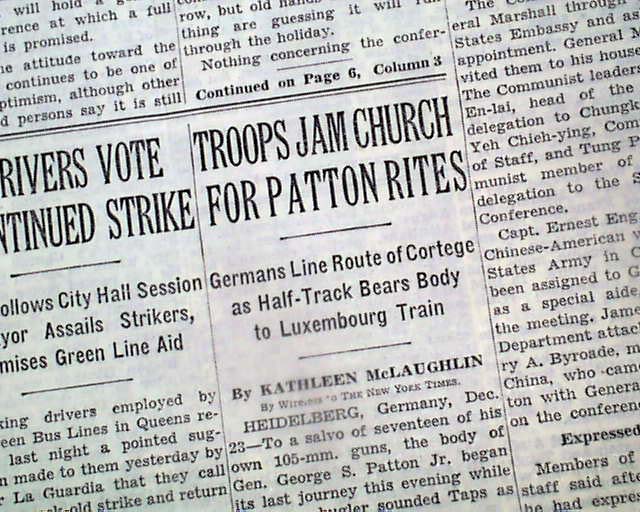 will hold a
rence at which a full
is promised.
attitude toward the
continues to be one of
ptimism, although other
d persons say it is still
row, but old
thing are guessing it will
through the holiday.
Nothing concerning the confer-
Continued on Page 6, Column 3
RIVERS VOTE
NTINUED STRIKE
ollows City Hall Session
yor Assails Strikers,
mises Green Line Aid
king drivers employed by
een Bus Lines in Queens re-
last night a pointed sug-
n made to them yesterday by
r La Guardia that they call
k-old strike and return
TROOPS JAM CHURCH
FOR PATTON RITES
Germans Line Route of Cortege
as Half-Track Bears Body
to Luxembourg Train
By KATHLEEN McLAUGHLIN
By Wireless to THE NEW YORK TIMES.
HEIDELBERG, Germany, Dec.
23—To a salvo of seventeen of his
own 105-mm. guns, the body of
Gen. George S. Patton Jr. began
its last journey this evening while
bugler sounded Taps as
The
eral Marshall through
States Embassy and as
appointment. General M
vited them to his hous
The Communist leaders
En-lai, head of the
delegation to Chungk
Yeh Chieh-ying, Com
of Staff, and Tung P
munist member of
delegation to the S
Conference.
Capt. Ernest Eng,
Chinese-American
States Army in C
been assigned to G
as a special aide
the meeting, Jame
Department attac
ry A. Byroade, m
China, who came
ton with General
on the conferen
Expressed
Members of
staff said afte
he had expres